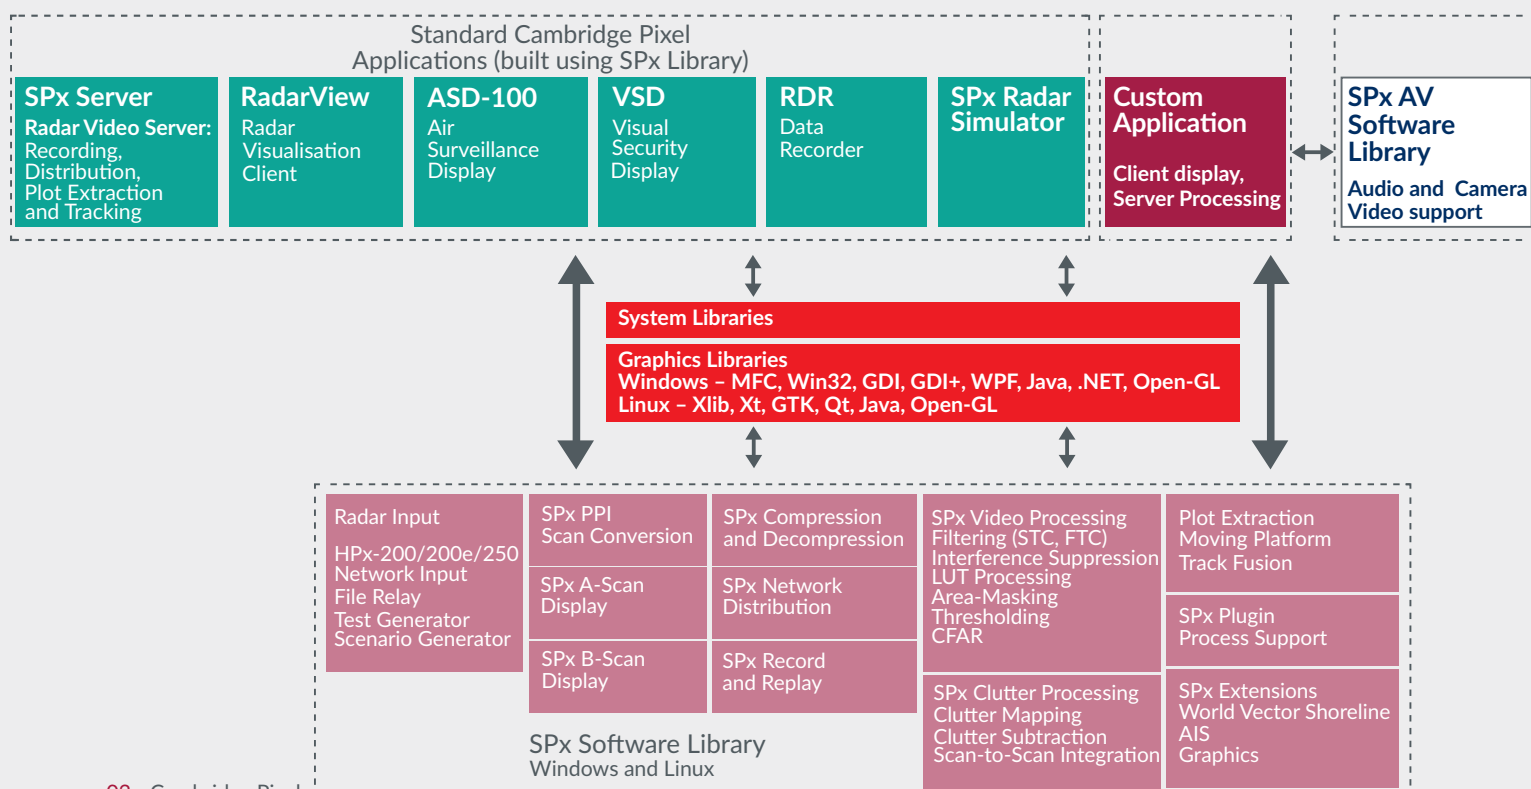 Standard Cambridge Pixel
Applications (built using SPx Library)
SPx Server
Radar Video Server:
Recording,
Distribution,
Plot Extraction
and Tracking
RadarView
Radar
Visualisation
Client
ASD-100
Air
Surveillance
Display
VSD
Visual
Security
Display
RDR
Data
Recorder
SPx Radar
Simulator
Custom
Application
Client display,
Server Processing
SPx AV
Software
Library
Audio and Camera
Video support
System Libraries
Graphics Libraries
Windows – MFC, Win32, GDI, GDI+, WPF, Java, .NET, Open-GL
Linux – Xlib, Xt, GTK, Qt, Java, Open-GL
Radar Input
HPx-200/200e/250
Network Input
File Relay
Test Generator
Scenario Generator
SPx PPI
Scan Conversion
SPx A-Scan
Display
SPx B-Scan
Display
SPx Compression
and Decompression
SPx Network
Distribution
SPx Record
and Replay
SPx Video Processing
Filtering (STC, FTC)
Interference Suppression
LUT Processing
Area-Masking
Thresholding
CFAR
SPx Clutter Processing
Clutter Mapping
Clutter Subtraction
Scan-to-Scan Integration
Plot Extraction
Moving Platform
Track Fusion
SPx Plugin
Process Support
SPx Extensions
World Vector Shoreline
AIS
Graphics
SPx Software Library
Windows and Linux
Cambridge Pixel